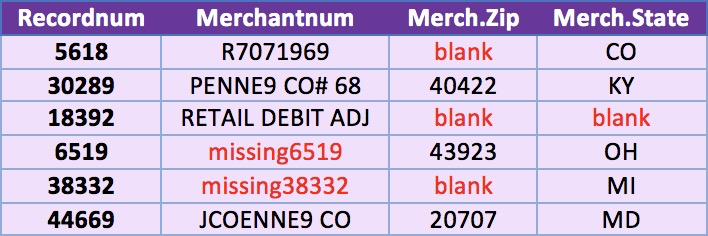 Recordnum Merchantnum Merch.Zip Merch.State
5618 R7071969 blank CO
30289 PENNE9 CO# 68 40422 KY
18392 RETAIL DEBIT ADJ blank blank
6519 missing6519 43923 OH
38332 missing38332 blank MI
44669 JCOENNE9 CO 20707 MD